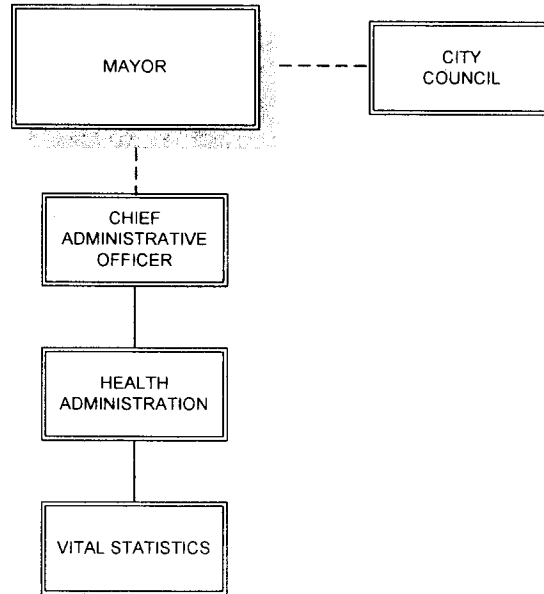 MAYOR
CITY
COUNCIL
CHIEF
ADMINISTRATIVE
OFFICER
HEALTH
ADMINISTRATION
VITAL STATISTICS